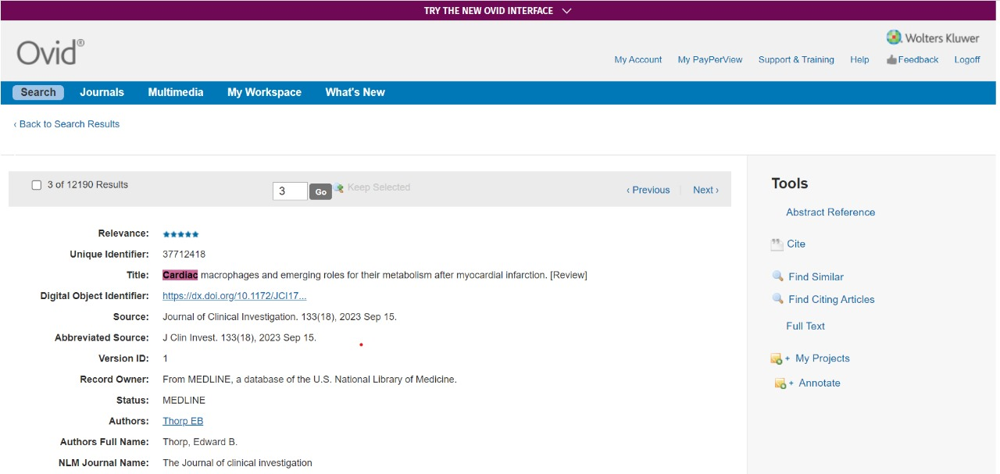 TRY THE NEW OVID INTERFACE
Ovid®
Wolters Kluwer
My Account My PayPerView Support & Training Help Feedback Logoff
Search Journals Multimedia My Workspace What's New
‹ Back to Search Results
3 of 12190 Results 3 Go Keep Selected ‹ Previous Next ›
Relevance:
Unique Identifier: 37712418
Title: Cardiac macrophages and emerging roles for their metabolism after myocardial infarction. [Review]
Digital Object Identifier: https://dx.doi.org/10.1172/JCI17...
Source: Journal of Clinical Investigation. 133(18), 2023 Sep 15.
Abbreviated Source: J Clin Invest. 133(18), 2023 Sep 15.
Version ID: 1
Record Owner: From MEDLINE, a database of the U.S. National Library of Medicine.
Status: MEDLINE
Authors: Thorp EB
Authors Full Name: Thorp, Edward B.
NLM Journal Name: The Journal of clinical investigation
Tools
Abstract Reference
Cite
Find Similar
Find Citing Articles
Full Text
+ My Projects
+ Annotate